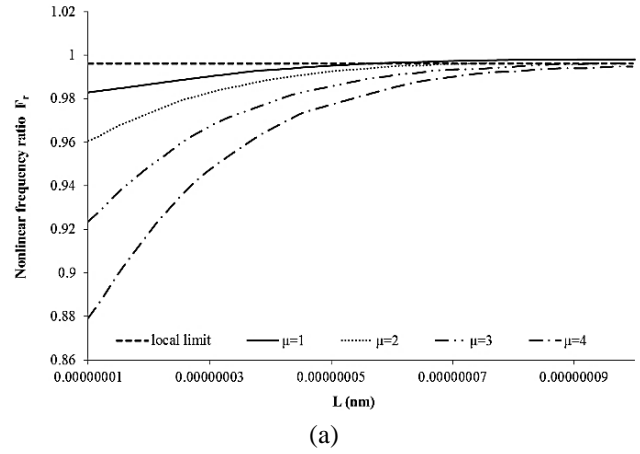 1.02
1
0.98
0.96
0.94
0.92
0.9
0.88
0.86
Nonlinear frequency ratio Fr
local limit μ=1 μ=2 μ=3 μ=4
0.00000001 0.00000003 0.00000005 0.00000007 0.00000009
L (nm)
(a)